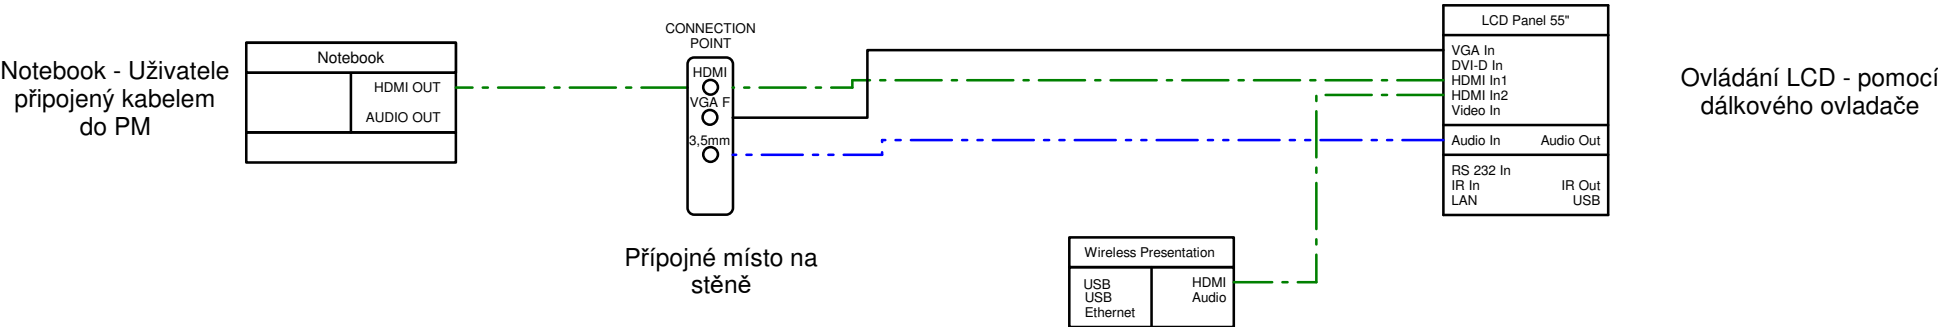 Notebook - Uživatele
připojený kabelem
do PM
Notebook
HDMI OUT
AUDIO OUT
CONNECTION
POINT
HDMI
VGA F
3,5mm
Přípojné místo na
stěně
Wireless Presentation
USB
USB
Ethernet
HDMI
Audio
LCD Panel 55"
VGA In
DVI-D In
HDMI In1
HDMI In2
Video In
Audio In Audio Out
RS 232 In
IR In IR Out
LAN USB
Ovládání LCD - pomocí
dálkového ovladače